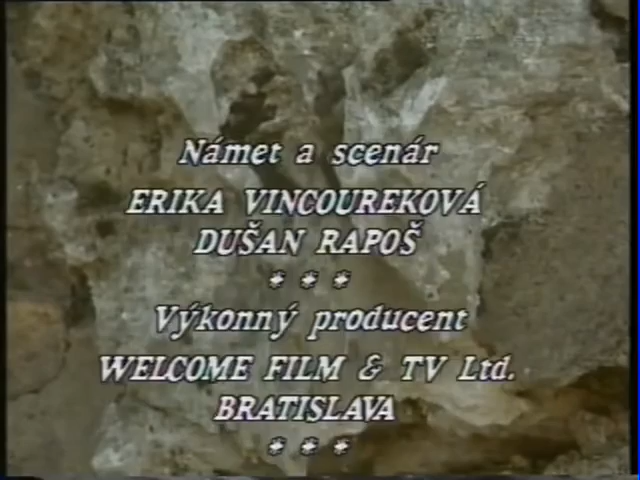 Námet a scenár
ERIKA VINCOUREKOVÁ
DUŠAN RAPOŠ
* * *
Výkonný producent
WELCOME FILM & TV Ltd.
BRATISLAVA
* * *